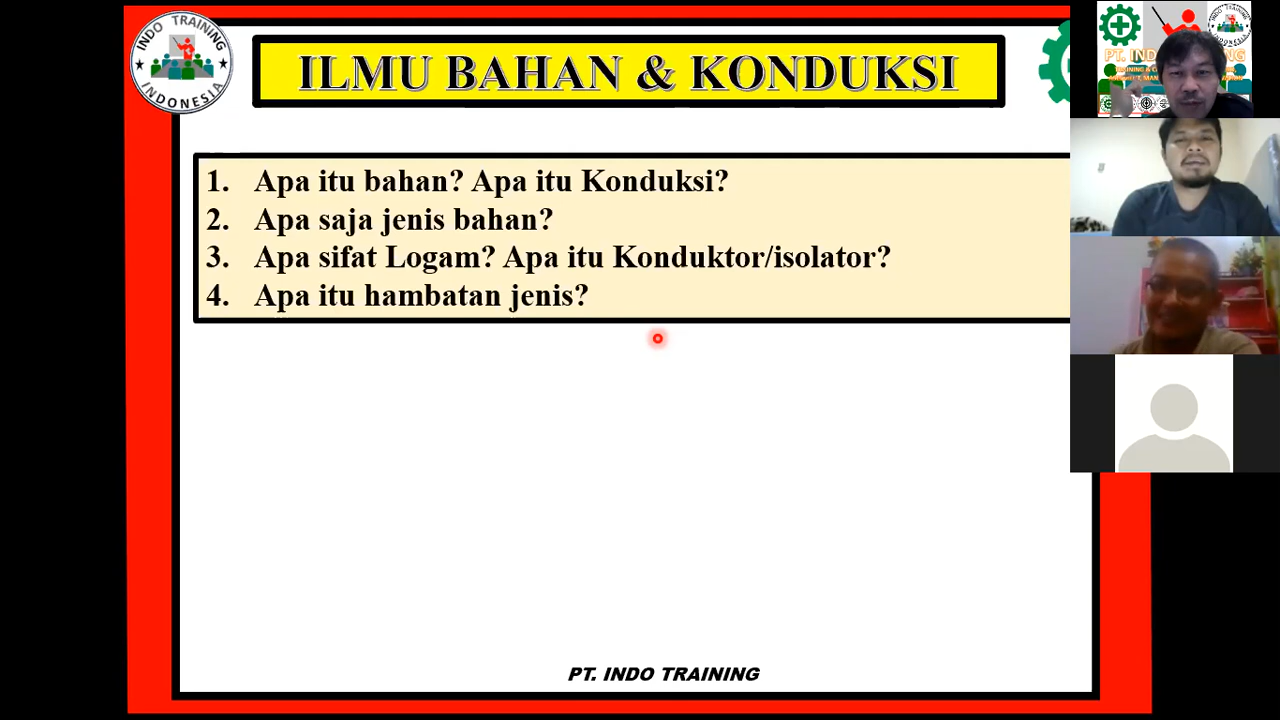 INDO TRAINING
INDONESIA
ILMU BAHAN & KONDUKSI
1. Apa itu bahan? Apa itu Konduksi?
2. Apa saja jenis bahan?
3. Apa sifat Logam? Apa itu Konduktor/isolator?
4. Apa itu hambatan jenis?
PT. INDO TRAINING